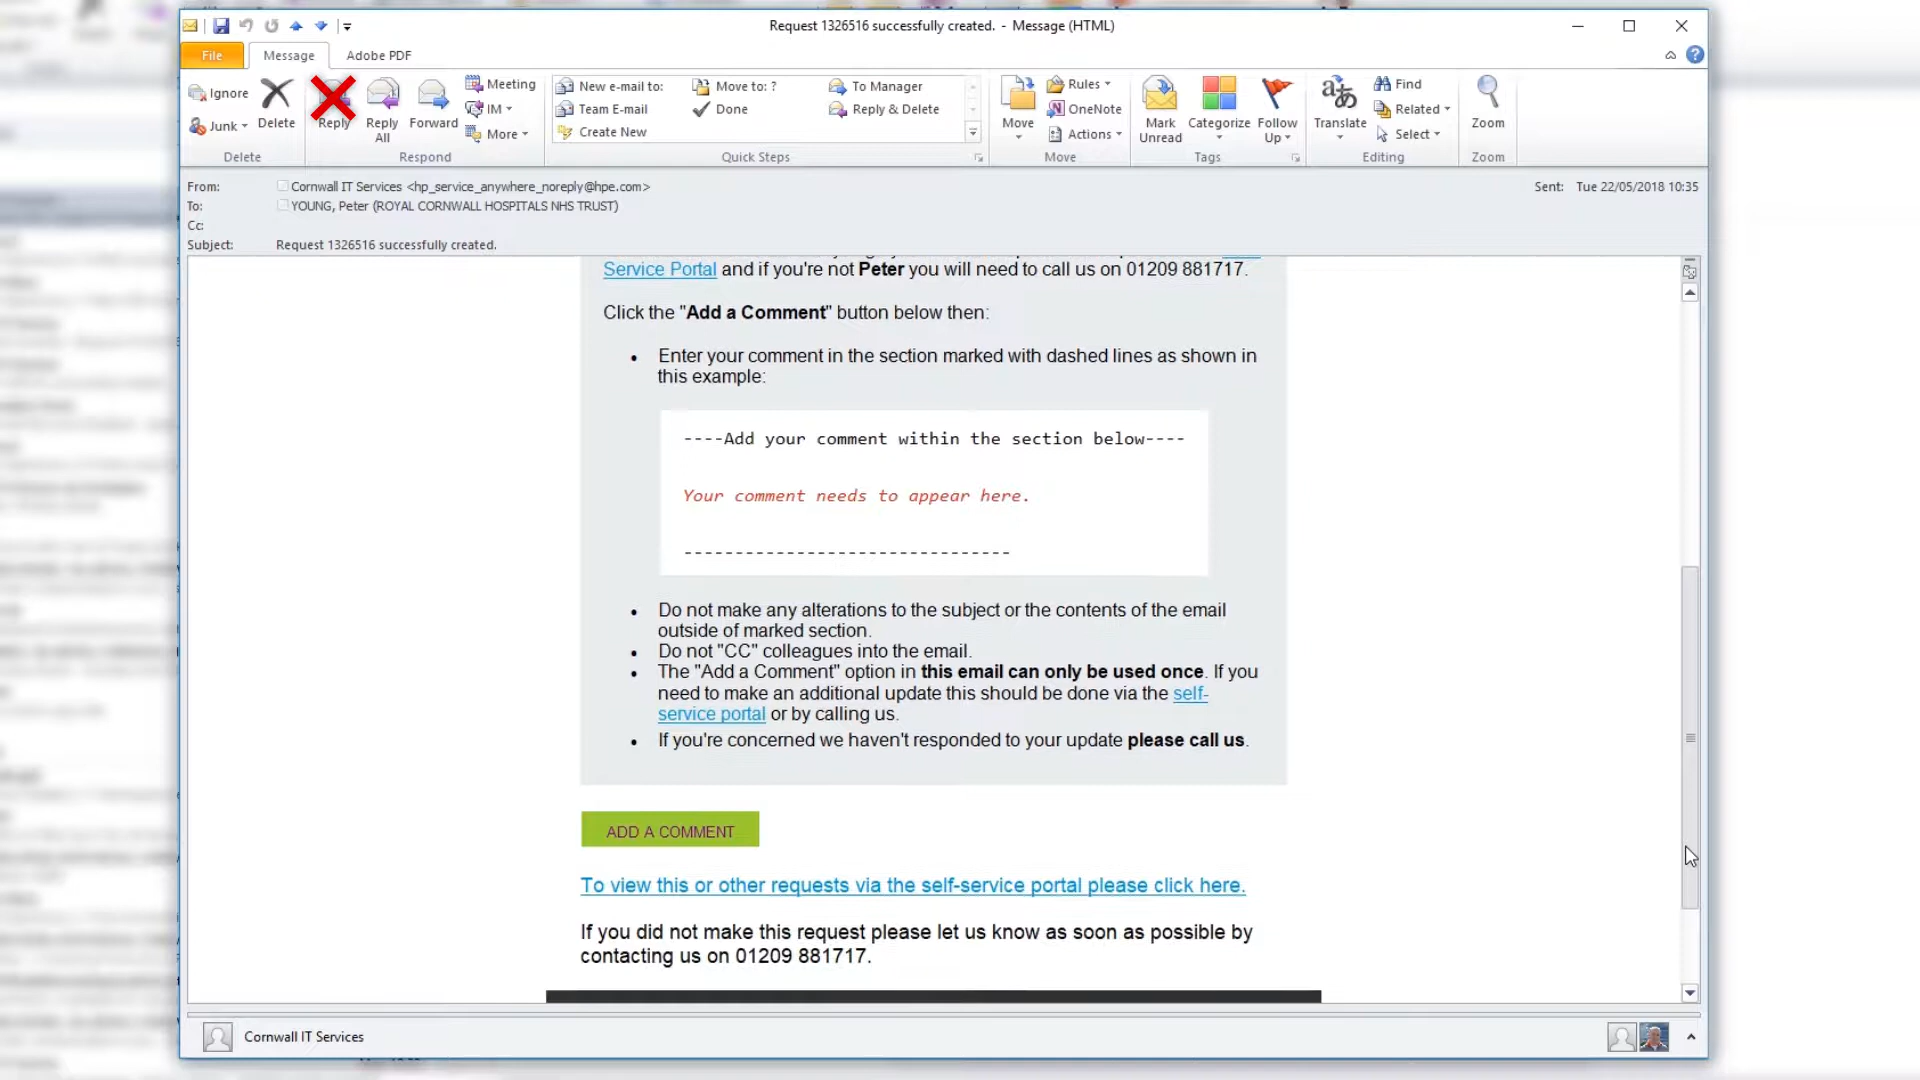 Request 1326516 successfully created. - Message (HTML)
File Message Adobe PDF
Ignore
Junk
Delete
Reply
Reply All
Forward
Meeting
IM
More
New e-mail to:
Team E-mail
Create New
Move to: ?
Done
To Manager
Reply & Delete
Move
Rules
OneNote
Actions
Mark Unread
Categorize
Follow Up
Translate
Find
Related
Select
Zoom
Delete Respond Quick Steps Move Tags Editing Zoom
From: Cornwall IT Services <hp_service_anywhere_noreply@hpe.com> Sent: Tue 22/05/2018 10:35
To: YOUNG, Peter (ROYAL CORNWALL HOSPITALS NHS TRUST)
Cc:
Subject: Request 1326516 successfully created.
Service Portal and if you're not Peter you will need to call us on 01209 881717.
Click the "Add a Comment" button below then:
• Enter your comment in the section marked with dashed lines as shown in
this example:
----Add your comment within the section below----
Your comment needs to appear here.
--------------------------------
• Do not make any alterations to the subject or the contents of the email
outside of marked section.
• Do not "CC" colleagues into the email.
• The "Add a Comment" option in this email can only be used once. If you
need to make an additional update this should be done via the self-
service portal or by calling us.
• If you're concerned we haven't responded to your update please call us.
ADD A COMMENT
To view this or other requests via the self-service portal please click here.
If you did not make this request please let us know as soon as possible by
contacting us on 01209 881717.
Cornwall IT Services